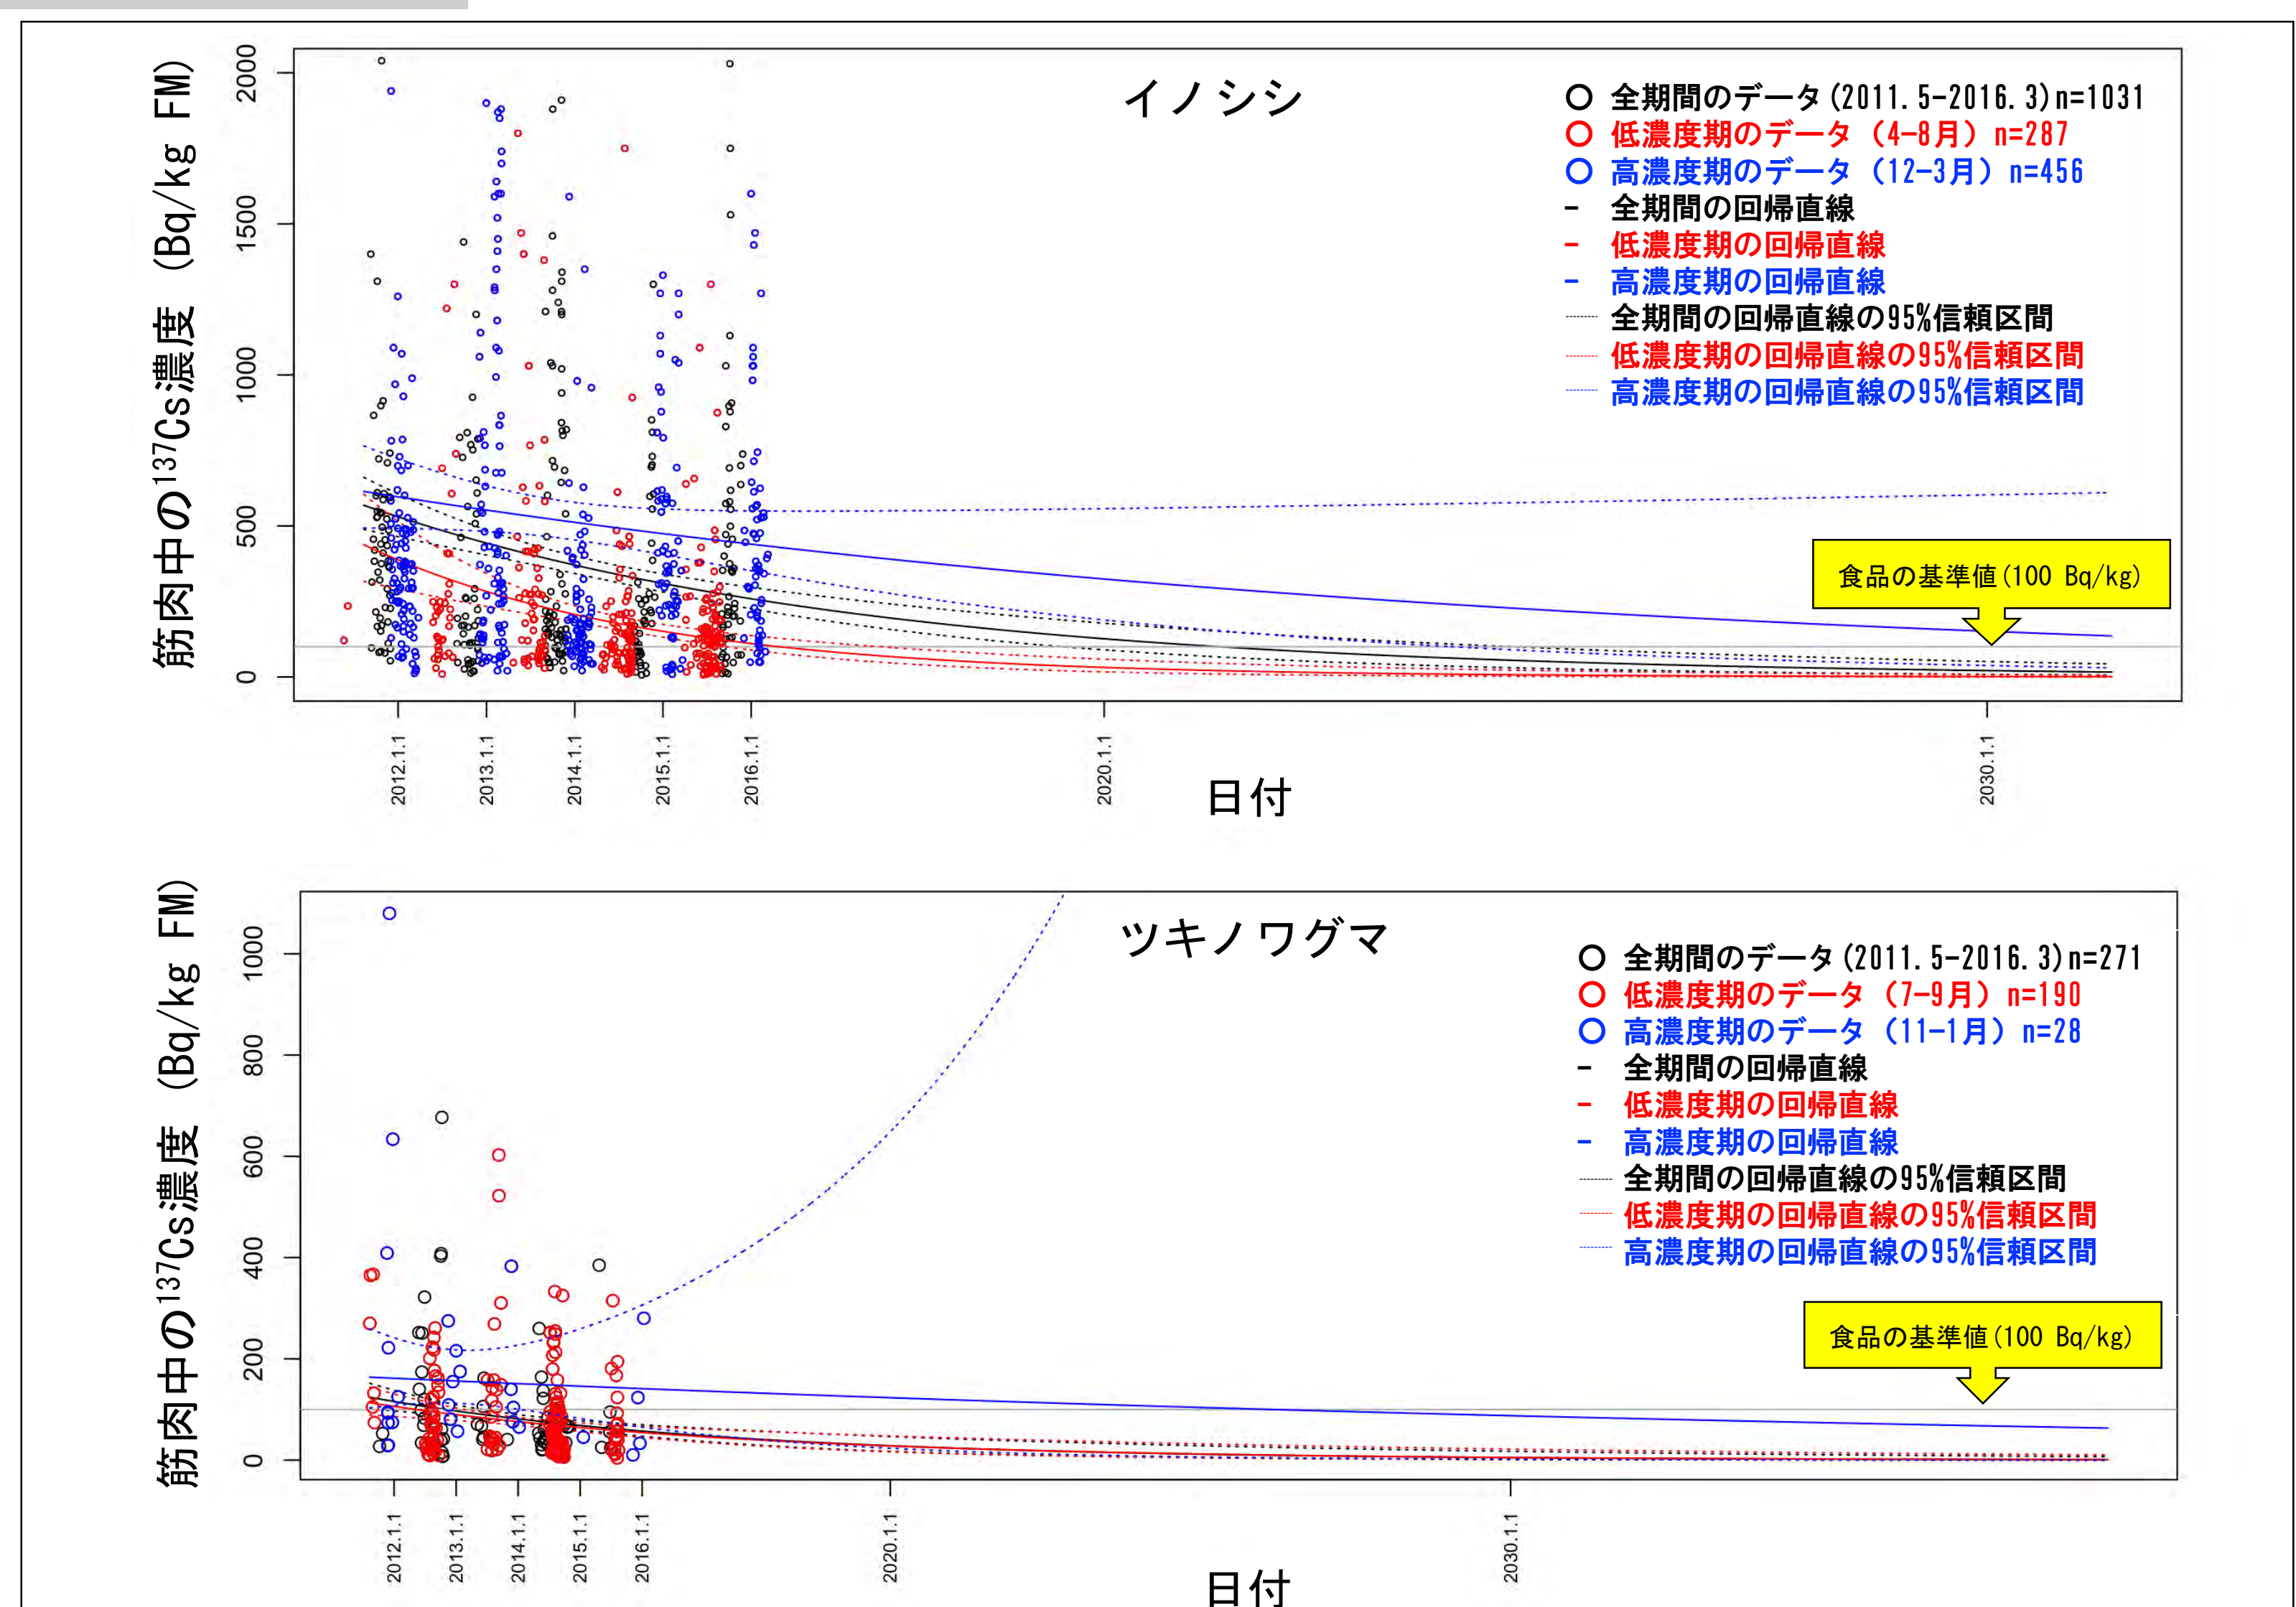 イノシシ
筋肉中の¹³⁷Cs濃度 (Bq/kg FM)
2000
1500
1000
500
0
全期間のデータ(2011.5-2016.3)n=1031
低濃度期のデータ (4-8月) n=287
高濃度期のデータ (12-3月) n=456
全期間の回帰直線
低濃度期の回帰直線
高濃度期の回帰直線
全期間の回帰直線の95%信頼区間
低濃度期の回帰直線の95%信頼区間
高濃度期の回帰直線の95%信頼区間
食品の基準値(100 Bq/kg)
2012.1.1
2013.1.1
2014.1.1
2015.1.1
2016.1.1
2020.1.1
2030.1.1
日付
ツキノワグマ
筋肉中の¹³⁷Cs濃度 (Bq/kg FM)
1000
800
600
400
200
0
全期間のデータ(2011.5-2016.3)n=271
低濃度期のデータ (7-9月) n=190
高濃度期のデータ (11-1月) n=28
全期間の回帰直線
低濃度期の回帰直線
高濃度期の回帰直線
全期間の回帰直線の95%信頼区間
低濃度期の回帰直線の95%信頼区間
高濃度期の回帰直線の95%信頼区間
食品の基準値(100 Bq/kg)
2012.1.1
2013.1.1
2014.1.1
2015.1.1
2016.1.1
2020.1.1
2030.1.1
日付